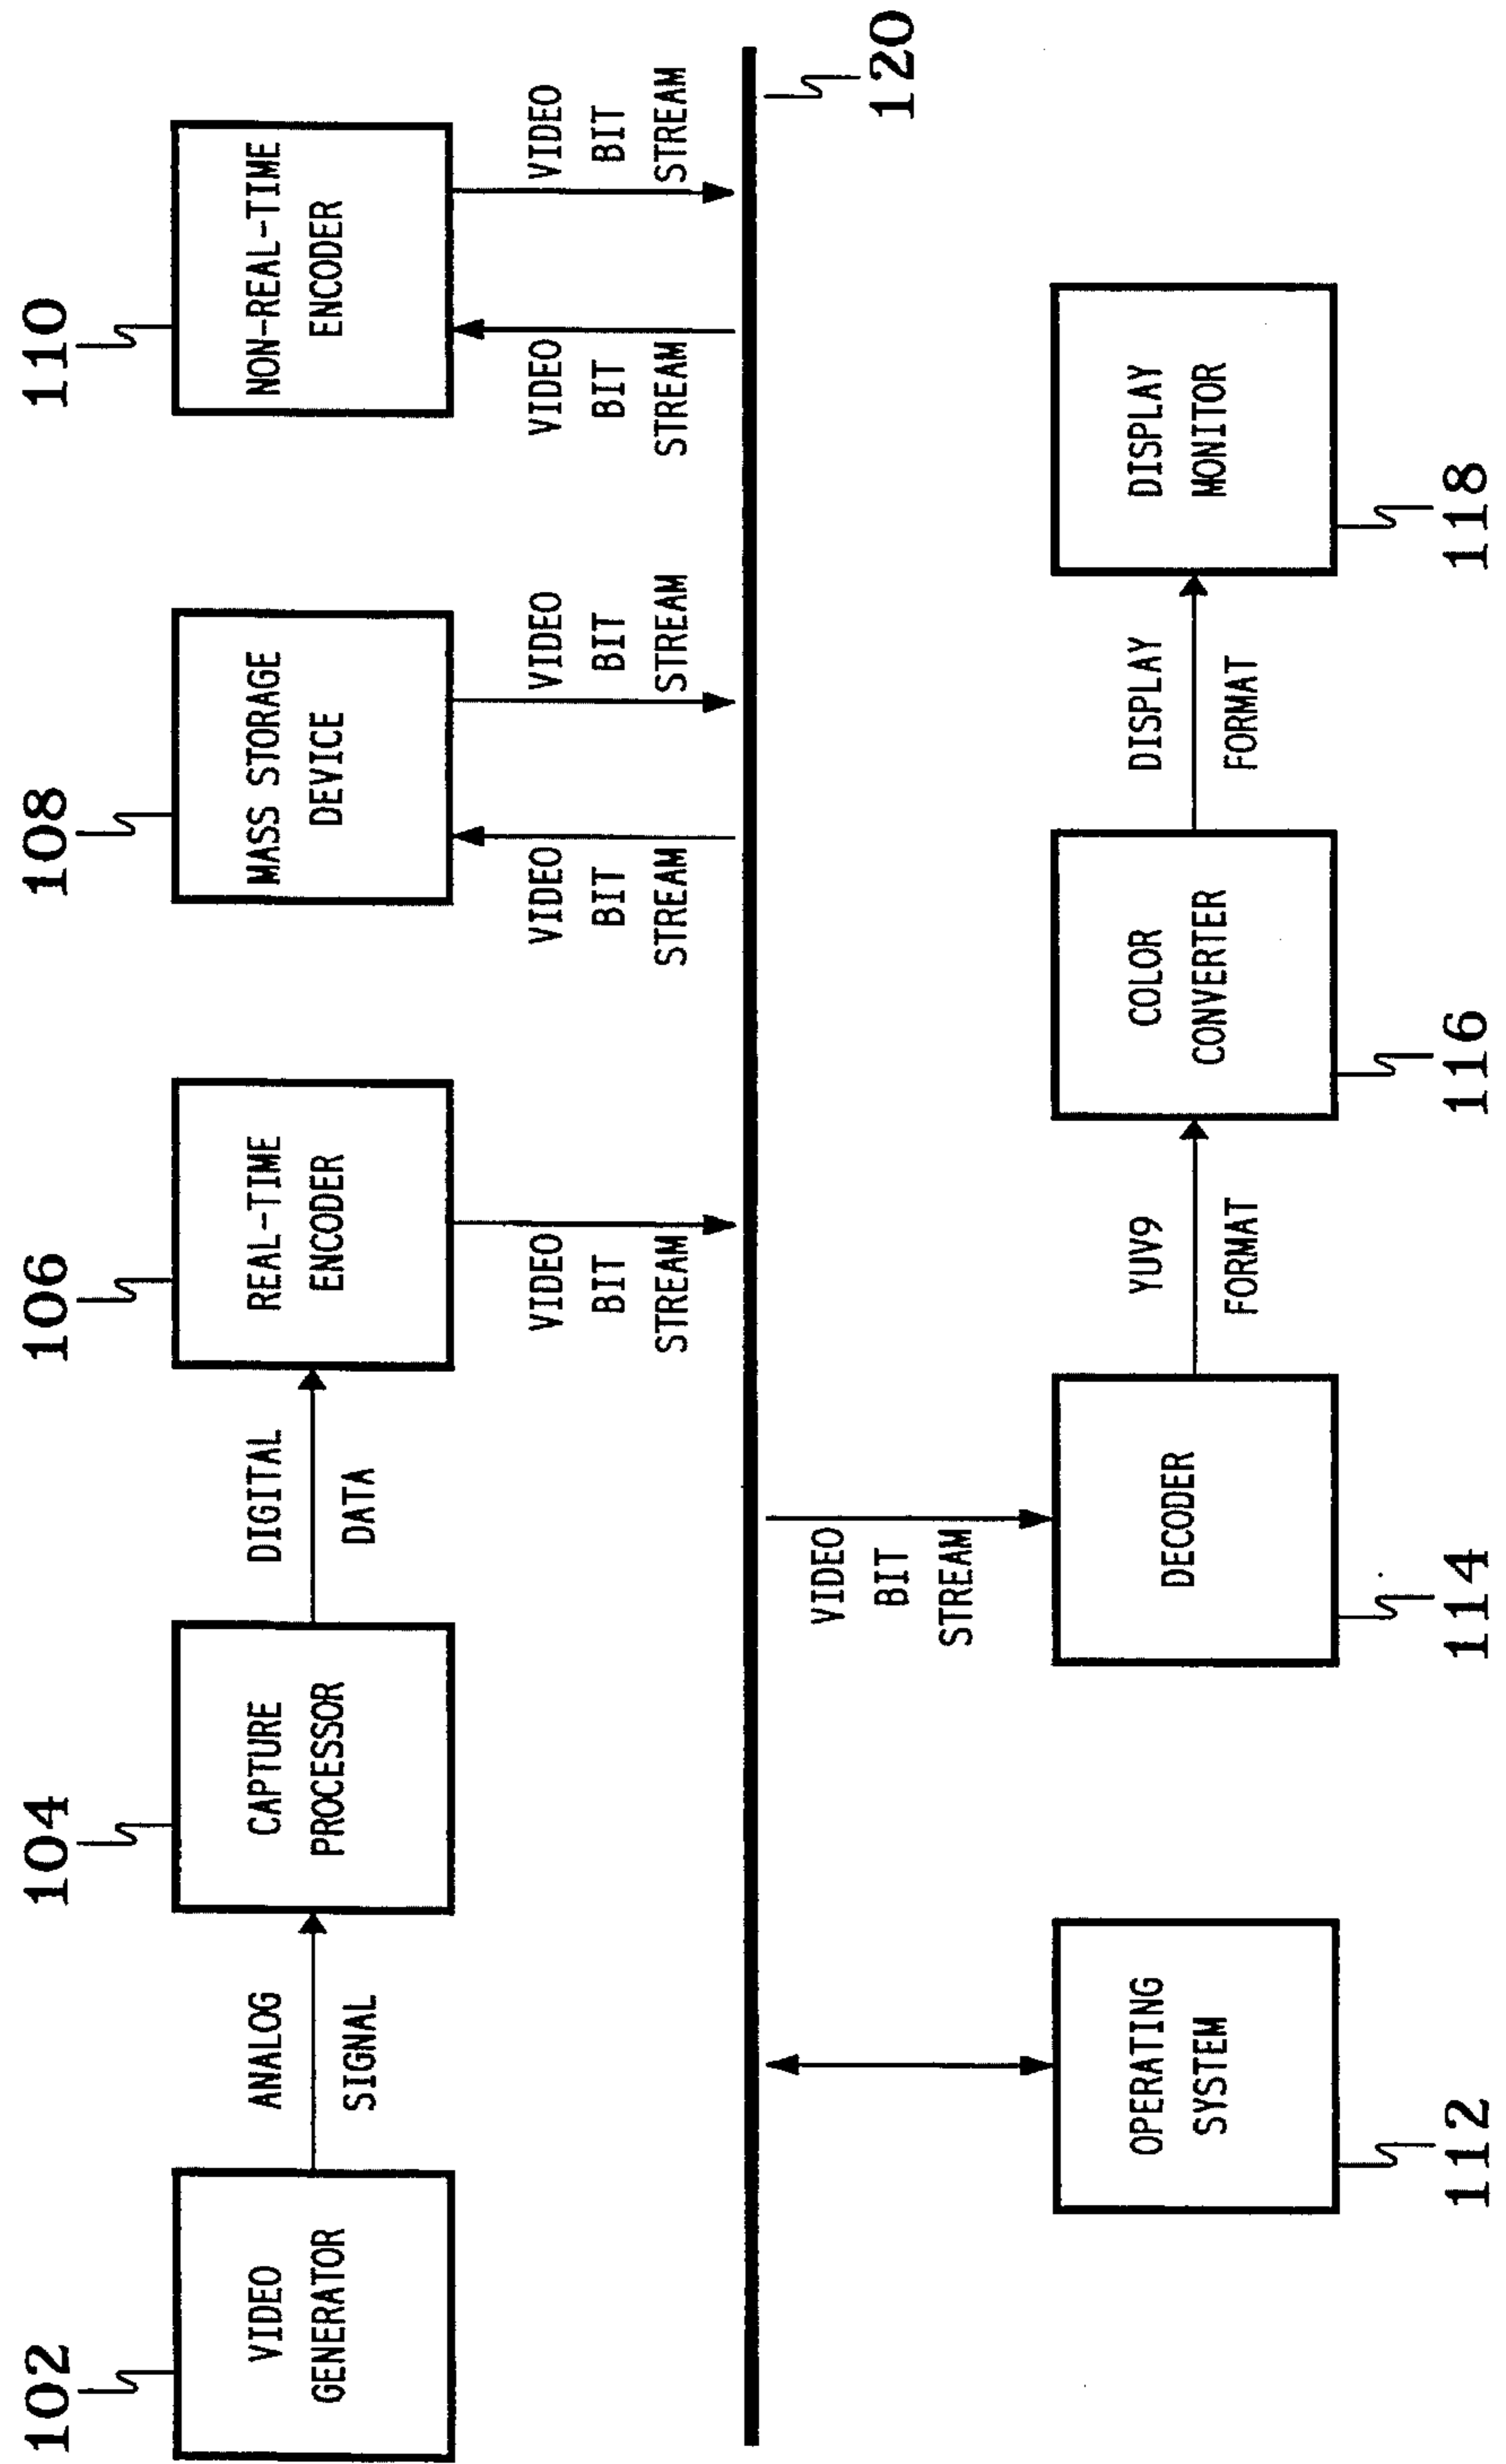 102
VIDEO
GENERATOR
ANALOG
SIGNAL
104
CAPTURE
PROCESSOR
DIGITAL
DATA
106
REAL-TIME
ENCODER
VIDEO
BIT
STREAM
108
MASS STORAGE
DEVICE
VIDEO
BIT
STREAM
VIDEO
BIT
STREAM
110
NON-REAL-TIME
ENCODER
VIDEO
BIT
STREAM
VIDEO
BIT
STREAM
120
112
OPERATING
SYSTEM
VIDEO
BIT
STREAM
114
DECODER
YUV9
FORMAT
116
COLOR
CONVERTER
DISPLAY
FORMAT
118
DISPLAY
MONITOR